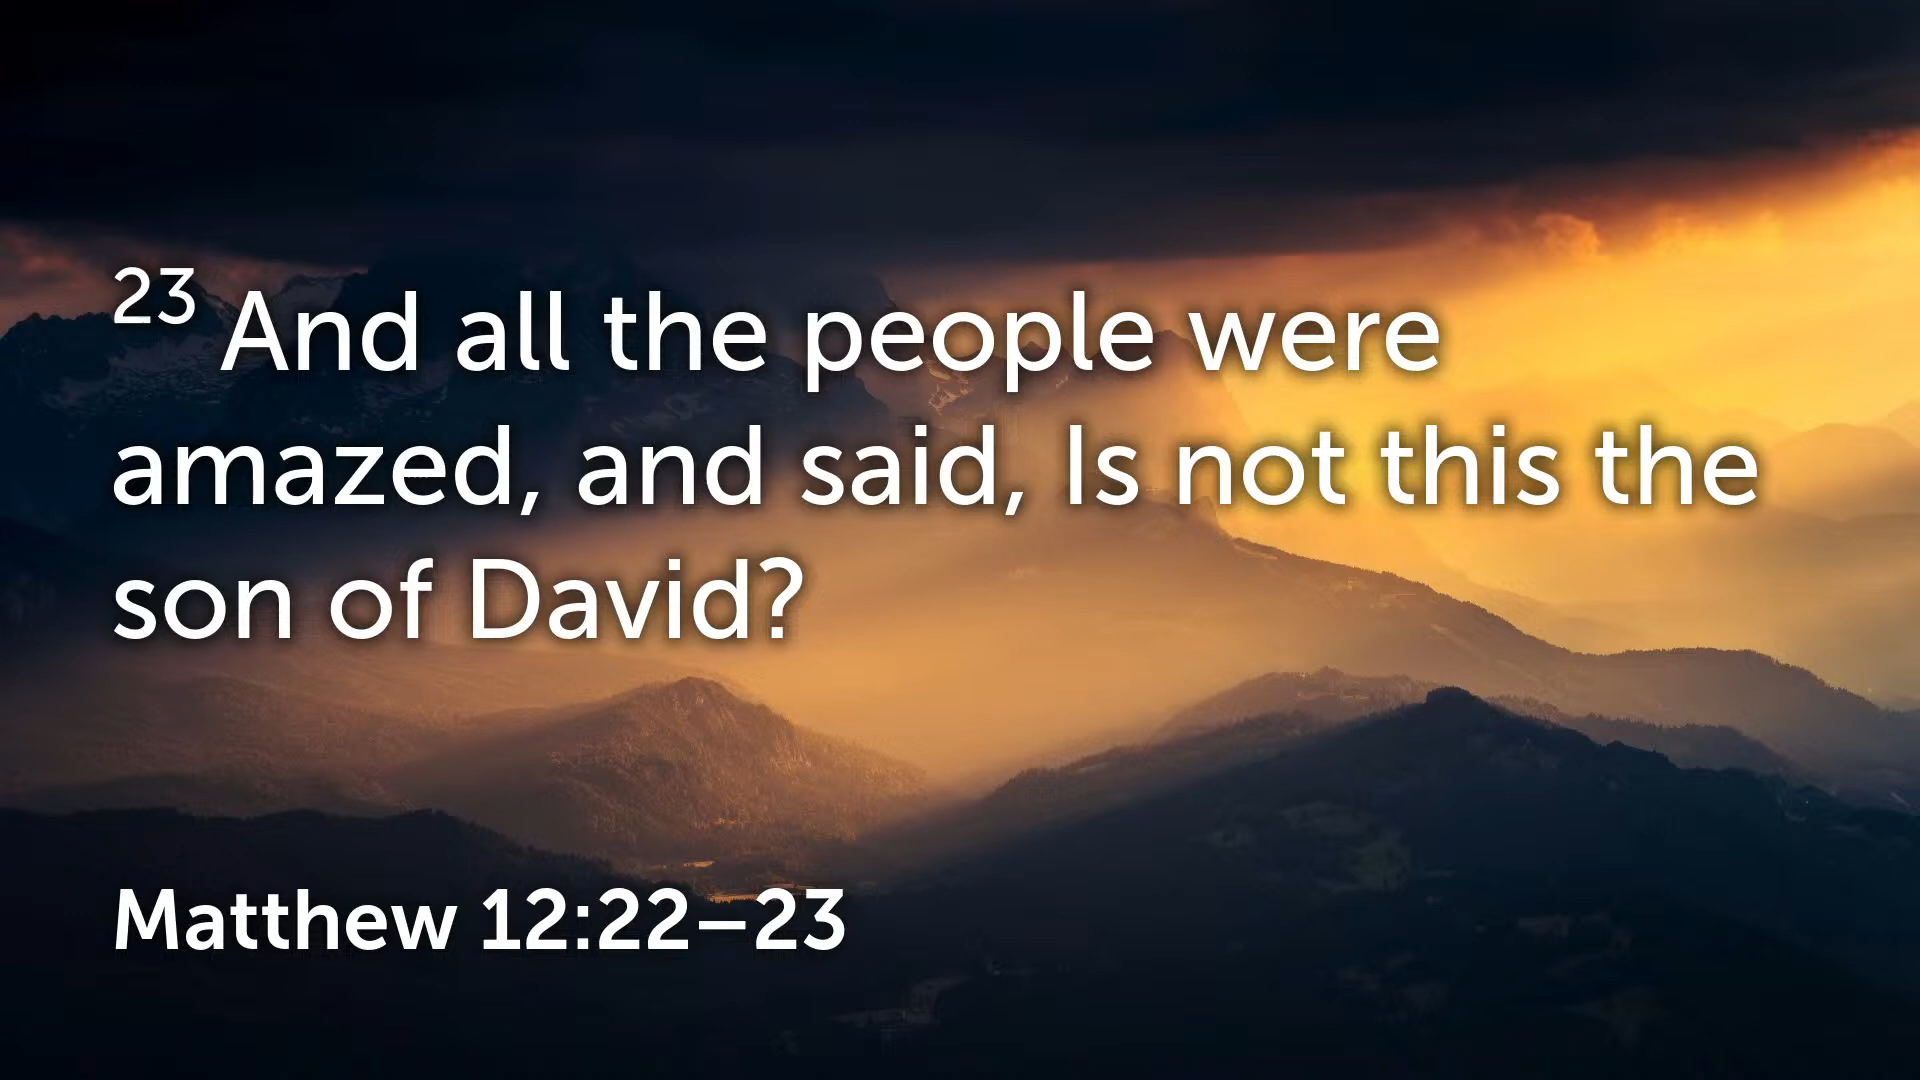 23 And all the people were
amazed, and said, Is not this the
son of David?
Matthew 12:22–23